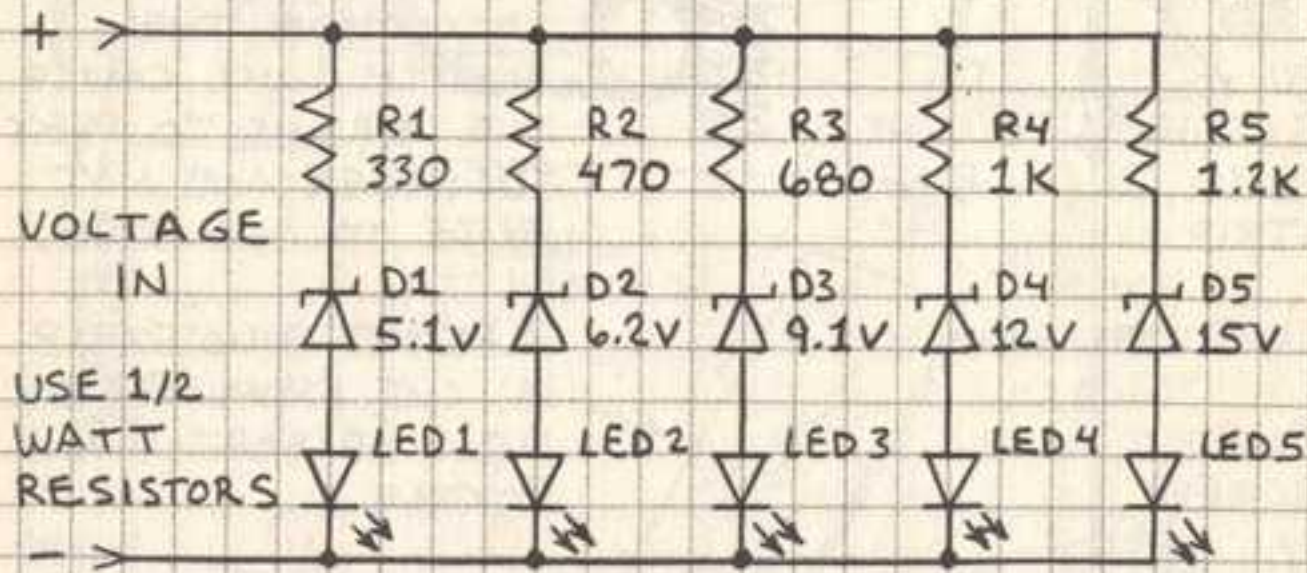 +
R1
330
R2
470
R3
680
R4
1K
R5
1.2K
VOLTAGE
IN
D1
5.1V
D2
6.2V
D3
9.1V
D4
12V
D5
15V
USE 1/2
WATT
RESISTORS
LED1
LED2
LED3
LED4
LED5
-